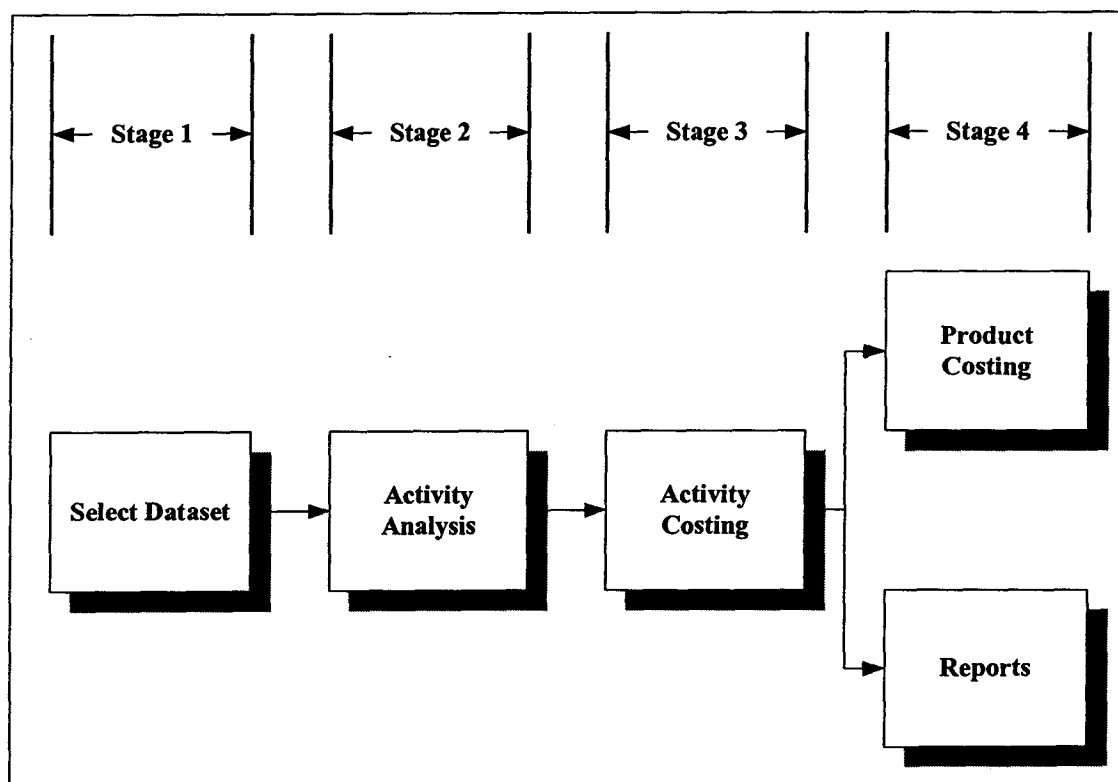 Stage 1
Stage 2
Stage 3
Stage 4
Product
Costing
Select Dataset
Activity
Analysis
Activity
Costing
Reports